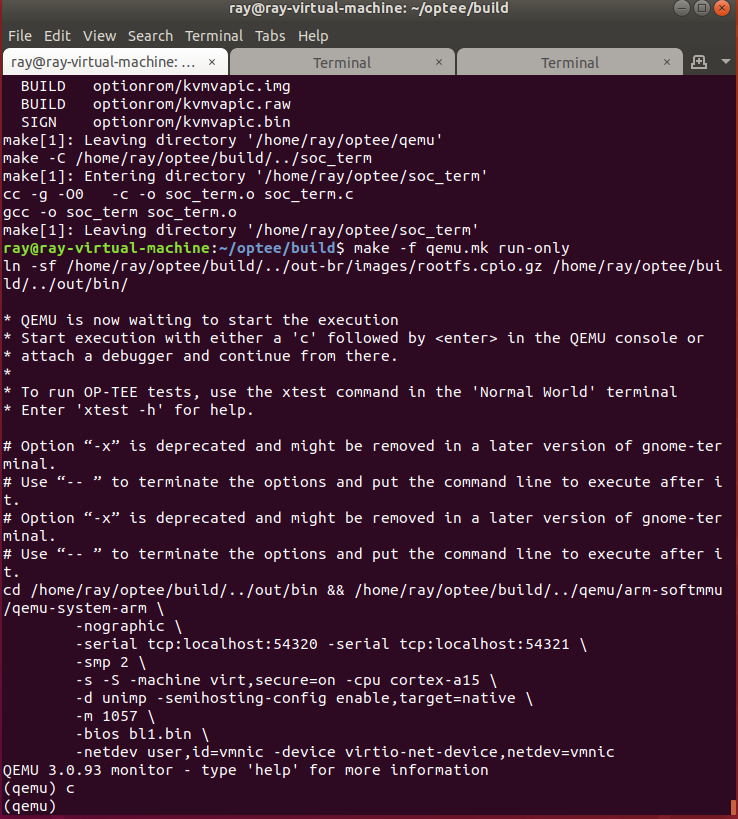 ray@ray-virtual-machine: ~/optee/build
File Edit View Search Terminal Tabs Help
ray@ray-virtual-machine: ... × Terminal × Terminal ×
BUILD optionrom/kvmvapic.img
BUILD optionrom/kvmvapic.raw
SIGN optionrom/kvmvapic.bin
make[1]: Leaving directory '/home/ray/optee/qemu'
make -C /home/ray/optee/build/../soc_term
make[1]: Entering directory '/home/ray/optee/soc_term'
cc -g -O0 -c -o soc_term.o soc_term.c
gcc -o soc_term soc_term.o
make[1]: Leaving directory '/home/ray/optee/soc_term'
ray@ray-virtual-machine:~/optee/build$ make -f qemu.mk run-only
ln -sf /home/ray/optee/build/../out-br/images/rootfs.cpio.gz /home/ray/optee/bui
ld/../out/bin/
* QEMU is now waiting to start the execution
* Start execution with either a 'c' followed by <enter> in the QEMU console or
* attach a debugger and continue from there.
*
* To run OP-TEE tests, use the xtest command in the 'Normal World' terminal
* Enter 'xtest -h' for help.
# Option “-x” is deprecated and might be removed in a later version of gnome-ter
minal.
# Use “-- ” to terminate the options and put the command line to execute after i
t.
# Option “-x” is deprecated and might be removed in a later version of gnome-ter
minal.
# Use “-- ” to terminate the options and put the command line to execute after i
t.
cd /home/ray/optee/build/../out/bin && /home/ray/optee/build/../qemu/arm-softmmu
/qemu-system-arm \
-nographic \
-serial tcp:localhost:54320 -serial tcp:localhost:54321 \
-smp 2 \
-s -S -machine virt,secure=on -cpu cortex-a15 \
-d unimp -semihosting-config enable,target=native \
-m 1057 \
-bios bl1.bin \
-netdev user,id=vmnic -device virtio-net-device,netdev=vmnic
QEMU 3.0.93 monitor - type 'help' for more information
(qemu) c
(qemu)